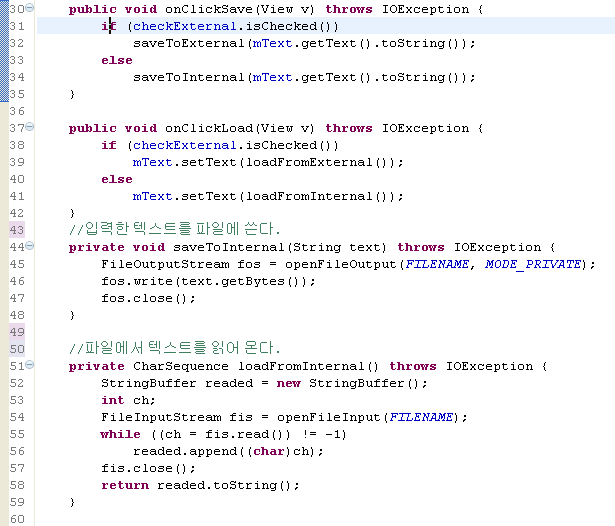 30 public void onClickSave(View v) throws IOException {
31 if (checkExternal.isChecked())
32 saveToExternal(mText.getText().toString());
33 else
34 saveToInternal(mText.getText().toString());
35 }
36
37 public void onClickLoad(View v) throws IOException {
38 if (checkExternal.isChecked())
39 mText.setText(loadFromExternal());
40 else
41 mText.setText(loadFromInternal());
42 }
43 //입력한 텍스트를 파일에 쓴다.
44 private void saveToInternal(String text) throws IOException {
45 FileOutputStream fos = openFileOutput(FILENAME, MODE_PRIVATE);
46 fos.write(text.getBytes());
47 fos.close();
48 }
49
50 //파일에서 텍스트를 읽어 온다.
51 private CharSequence loadFromInternal() throws IOException {
52 StringBuffer readed = new StringBuffer();
53 int ch;
54 FileInputStream fis = openFileInput(FILENAME);
55 while ((ch = fis.read()) != -1)
56 readed.append((char)ch);
57 fis.close();
58 return readed.toString();
59 }
60